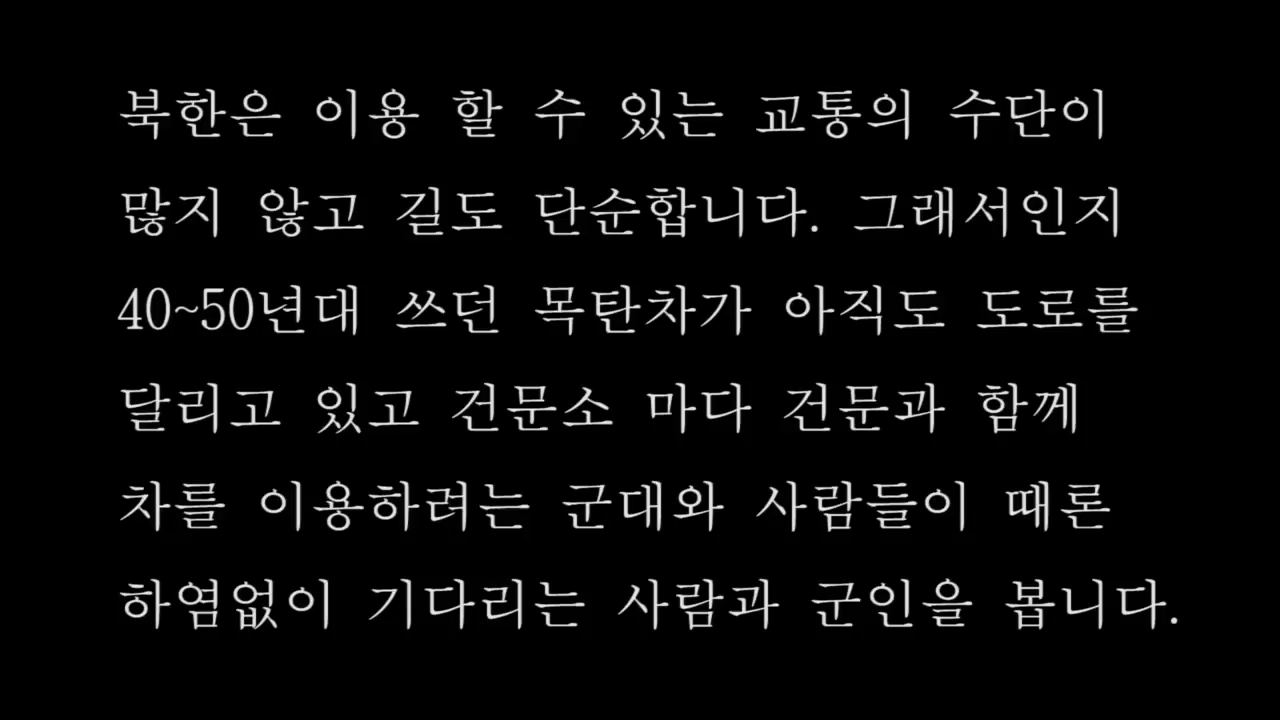 북한은 이용 할 수 있는 교통의 수단이
많지 않고 길도 단순합니다. 그래서인지
40~50년대 쓰던 목탄차가 아직도 도로를
달리고 있고 건문소 마다 건문과 함께
차를 이용하려는 군대와 사람들이 때론
하염없이 기다리는 사람과 군인을 봅니다.